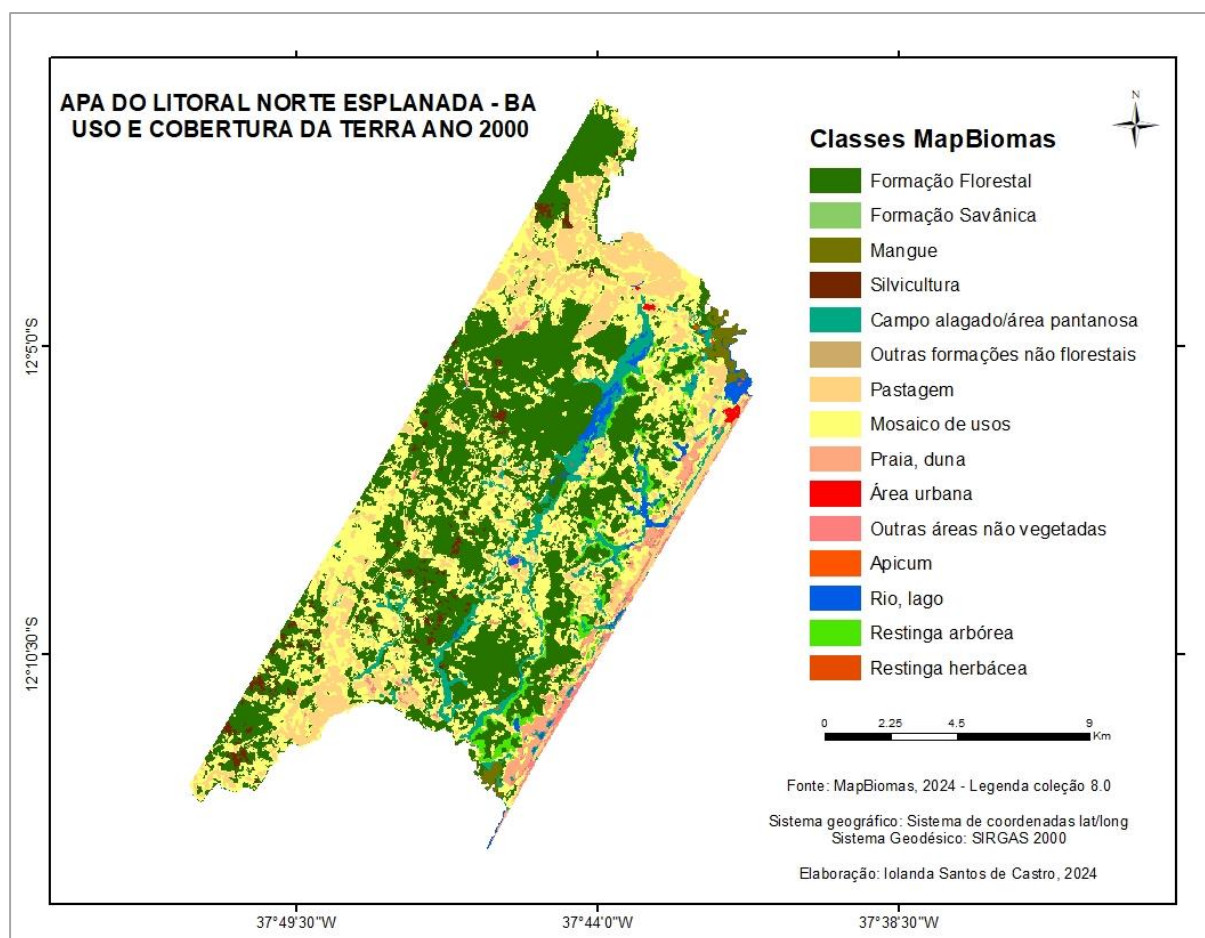 APA DO LITORAL NORTE ESPLANADA - BA
USO E COBERTURA DA TERRA ANO 2000
N
Classes MapBiomas
Formação Florestal
Formação Savânica
Mangue
Silvicultura
Campo alagado/área pantanosa
Outras formações não florestais
Pastagem
Mosaico de usos
Praia, duna
Área urbana
Outras áreas não vegetadas
Apicum
Rio, lago
Restinga arbórea
Restinga herbácea
0 2.25 4.5 9
Km
Fonte: MapBiomas, 2024 - Legenda coleção 8.0
Sistema geográfico: Sistema de coordenadas lat/long
Sistema Geodésico: SIRGAS 2000
Elaboração: Iolanda Santos de Castro, 2024
12°5'0"S
12°10'30"S
37°49'30"W 37°44'0"W 37°38'30"W